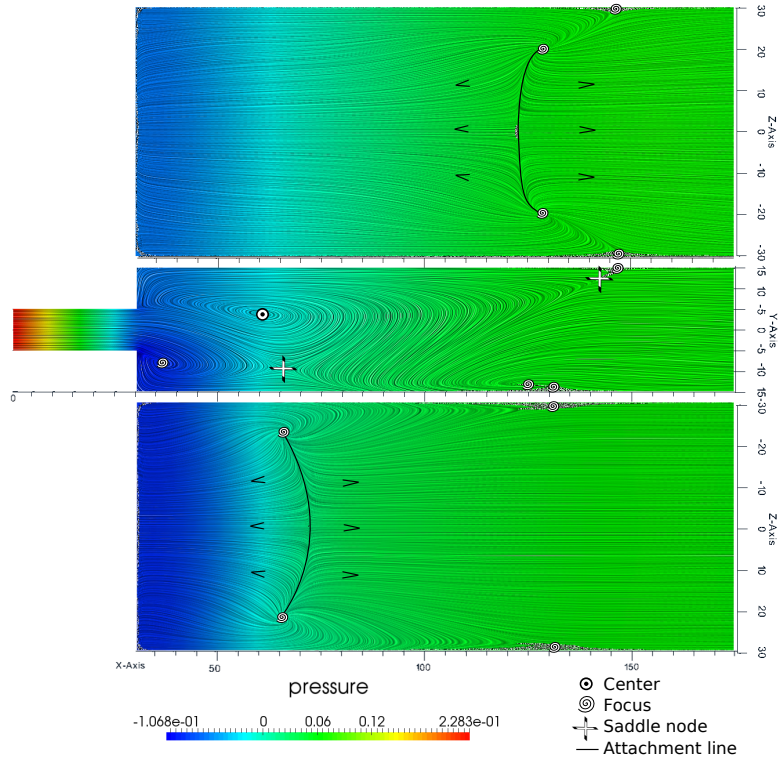 30
20
10
0
-10
-20
-30
Z-Axis
15
10
-5
0
-5
-10
15
Y-Axis
0
-30
-20
-10
0
10
20
30
Z-Axis
X-Axis
50
100
150
pressure
-1.068e-01
0
0.06
0.12
2.283e-01
Center
Focus
Saddle node
Attachment line